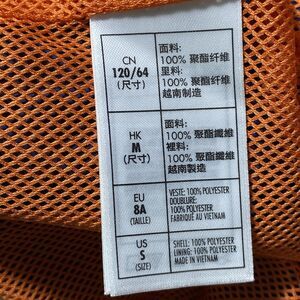 CN
120/64
(尺寸)
面料:
100% 聚酯纤维
里料:
100% 聚酯纤维
越南制造
HK
M
(尺寸)
面料:
100% 聚酯纖維
裡料:
100% 聚酯纖維
越南製造
EU
8A
(TAILLE)
VESTE: 100% POLYESTER
DOUBLURE:
100% POLYESTER
FABRIQUÉ AU VIETNAM
US
S
(SIZE)
SHELL: 100% POLYESTER
LINING: 100% POLYESTER
MADE IN VIETNAM